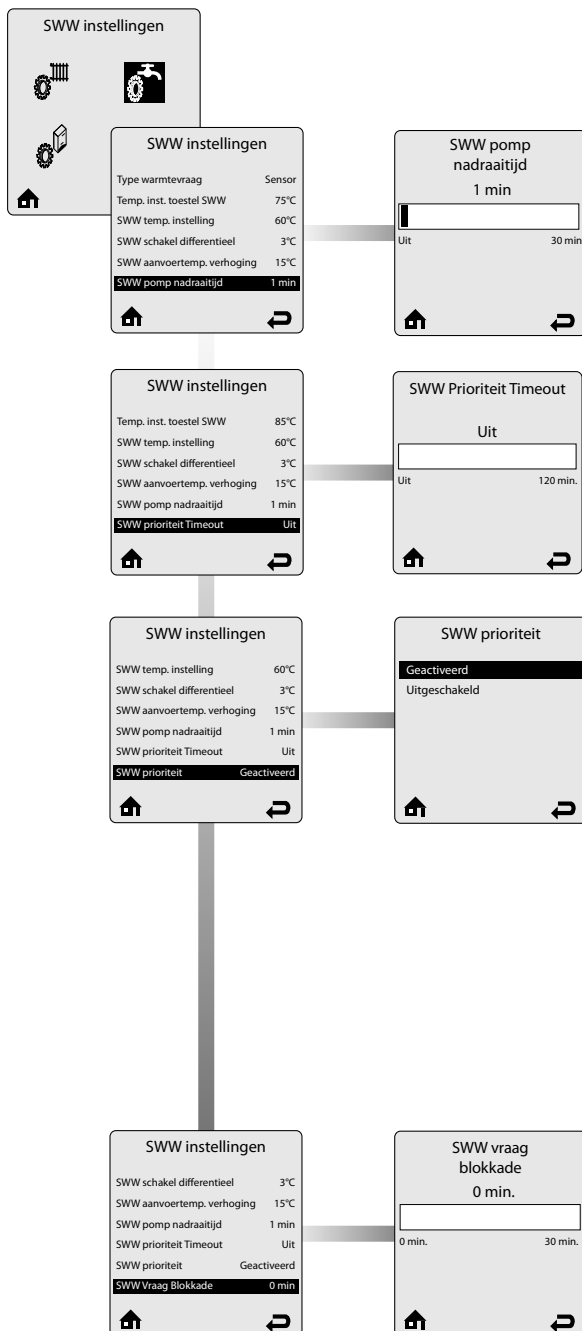 SWW instellingen
SWW instellingen
Type warmtevraag Sensor
Temp. inst. toestel SWW 75°C
SWW temp. instelling 60°C
SWW schakel differentieel 3°C
SWW aanvoertemp. verhoging 15°C
SWW pomp nadraaitijd 1 min
SWW pomp
nadraaitijd
1 min
Uit 30 min
SWW instellingen
Temp. inst. toestel SWW 85°C
SWW temp. instelling 60°C
SWW schakel differentieel 3°C
SWW aanvoertemp. verhoging 15°C
SWW pomp nadraaitijd 1 min
SWW prioriteit Timeout Uit
SWW Prioriteit Timeout
Uit
Uit 120 min.
SWW instellingen
SWW temp. instelling 60°C
SWW schakel differentieel 3°C
SWW aanvoertemp. verhoging 15°C
SWW pomp nadraaitijd 1 min
SWW prioriteit Timeout Uit
SWW prioriteit Geactiveerd
SWW prioriteit
Geactiveerd
Uitgeschakeld
SWW instellingen
SWW schakel differentieel 3°C
SWW aanvoertemp. verhoging 15°C
SWW pomp nadraaitijd 1 min
SWW prioriteit Timeout Uit
SWW prioriteit Geactiveerd
SWW Vraag Blokkade 0 min
SWW vraag
blokkade
0 min.
0 min. 30 min.